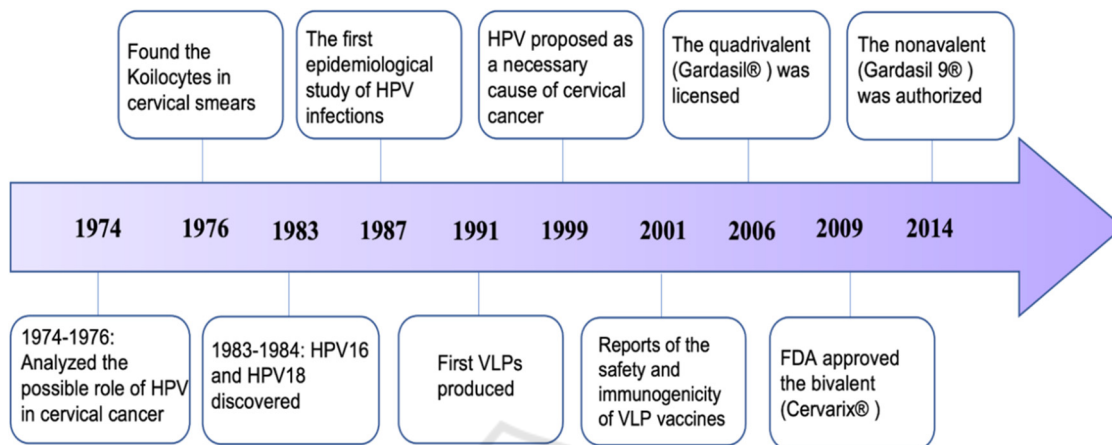 Found the
Koilocytes in
cervical smears
The first
epidemiological
study of HPV
infections
HPV proposed as
a necessary
cause of cervical
cancer
The quadrivalent
(Gardasil® ) was
licensed
The nonavalent
(Gardasil 9® )
was authorized
1974 1976 1983 1987 1991 1999 2001 2006 2009 2014
1974-1976:
Analyzed the
possible role of HPV
in cervical cancer
1983-1984: HPV16
and HPV18
discovered
First VLPs
produced
Reports of the
safety and
immunogenicity
of VLP vaccines
FDA approved
the bivalent
(Cervarix® )